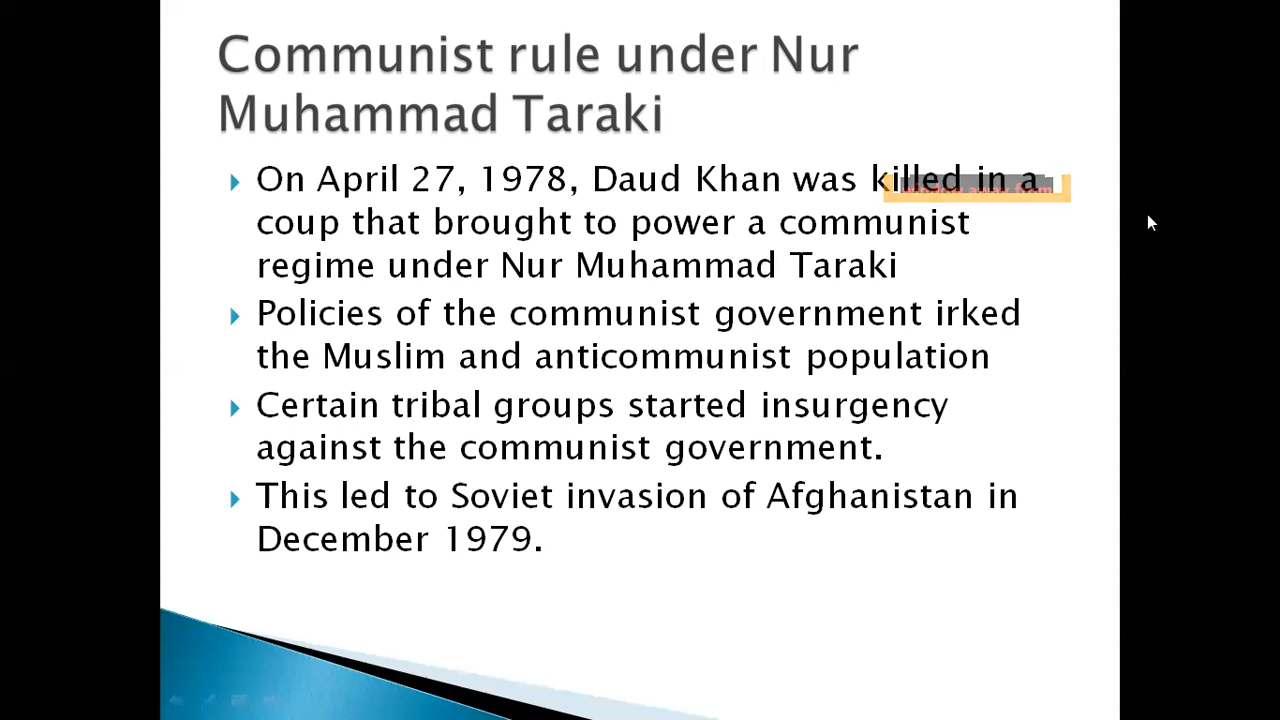 Communist rule under Nur
Muhammad Taraki
On April 27, 1978, Daud Khan was killed in a
coup that brought to power a communist
regime under Nur Muhammad Taraki
Policies of the communist government irked
the Muslim and anticommunist population
Certain tribal groups started insurgency
against the communist government.
This led to Soviet invasion of Afghanistan in
December 1979.